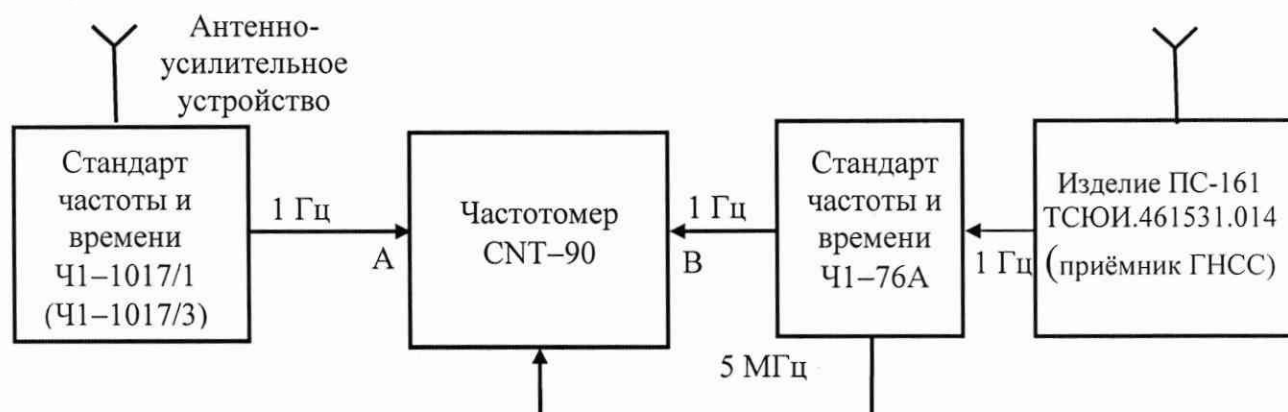 Антенно-
усилительное
устройство
Стандарт
частоты и
времени
Ч1–1017/1
(Ч1–1017/3)
1 Гц
А
Частотомер
CNT–90
1 Гц
В
Стандарт
частоты и
времени
Ч1–76А
1 Гц
Изделие ПС-161
ТСЮИ.461531.014
(приёмник ГНСС)
5 МГц